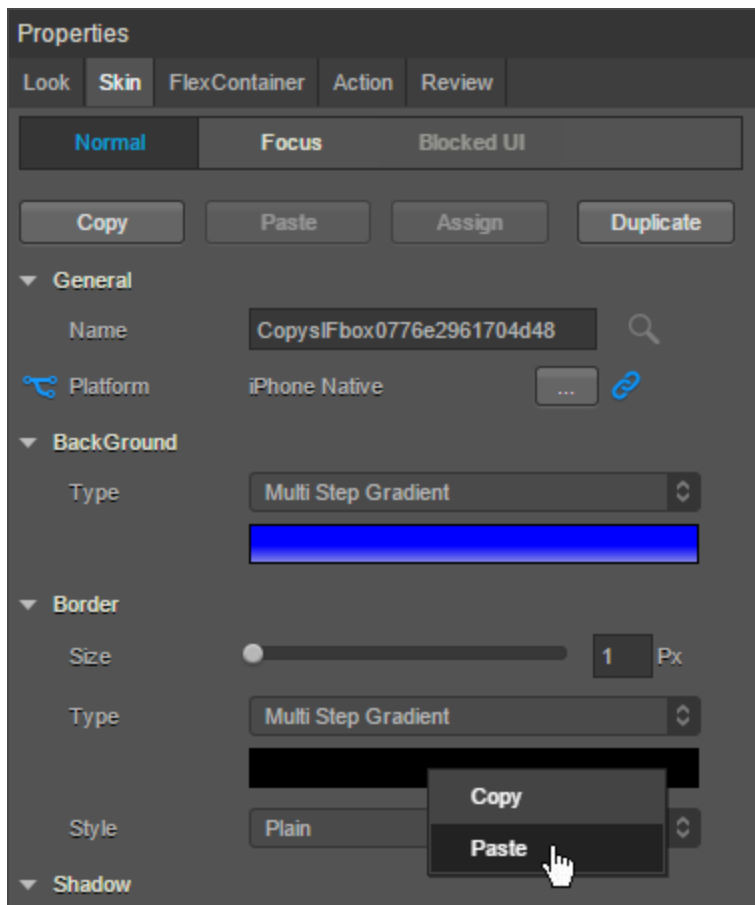 Properties
Look Skin FlexContainer Action Review
Normal Focus Blocked UI
Copy Paste Assign Duplicate
General
Name CopyslFbox0776e2961704d48
Platform iPhone Native ...
BackGround
Type Multi Step Gradient
Border
Size 1 Px
Type Multi Step Gradient
Copy
Style Plain
Paste
Shadow